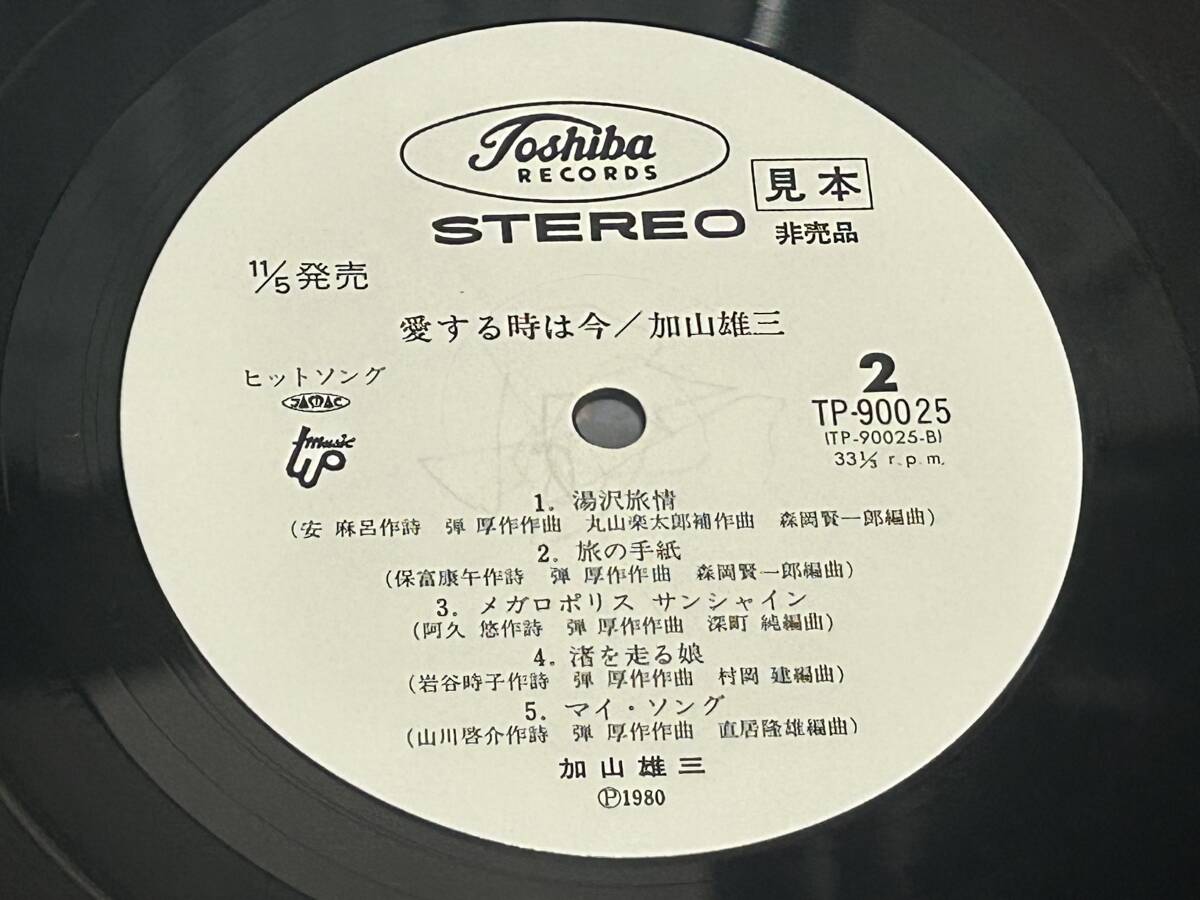 Toshiba
RECORDS
STEREO
見本
非売品
11/5発売
愛する時は今/加山雄三
ヒットソング
music up
2
TP-90025
(TP-90025-B)
33⅓ r.p.m.
1. 湯沢旅情
(安 麻呂作詩 弾 厚作作曲 丸山楽太郎補作曲 森岡賢一郎編曲)
2. 旅の手紙
(保富康午作詩 弾 厚作作曲 森岡賢一郎編曲)
3. メガロポリス サンシャイン
(阿久 悠作詩 弾 厚作作曲 深町 純編曲)
4. 渚を走る娘
(岩谷時子作詩 弾 厚作作曲 村岡 建編曲)
5. マイ・ソング
(山川啓介作詩 弾 厚作作曲 直居隆雄編曲)
加山雄三
Ⓟ1980